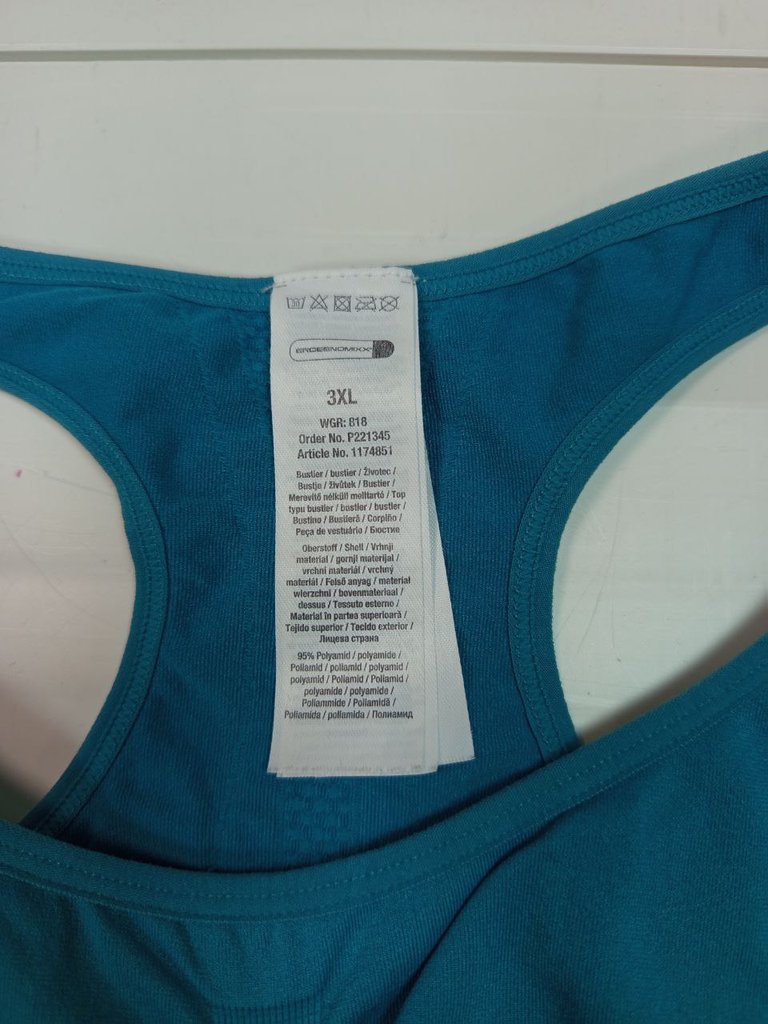 30
ERGEENOMIXX
3XL
WGR: 818
Order No. P221345
Article No. 1174851
Bustier / bustier / Životec /
Bustje / živůtek / Bustier /
Merevítő nélküli melltartó / Top
typu bustier / bustier / bustier /
Bustino / Bustieră / Corpiño /
Peça de vestuário / Бюстие
Oberstoff / Shell / Vrhnji
material / gornji materijal /
vrchní materiál / vrchný
materiál / Felső anyag / materiał
wierzchni / bovenmateriaal /
dessus / Tessuto esterno /
Material în partea superioară /
Tejido superior / Tecido exterior /
Лицева страна
95% Polyamid / polyamide /
Poliamid / poliamid / polyamid /
polyamid / Poliamid / Poliamid /
polyamide / polyamide /
Poliammide / Poliamidă /
Poliamida / poliamida / Полиамид